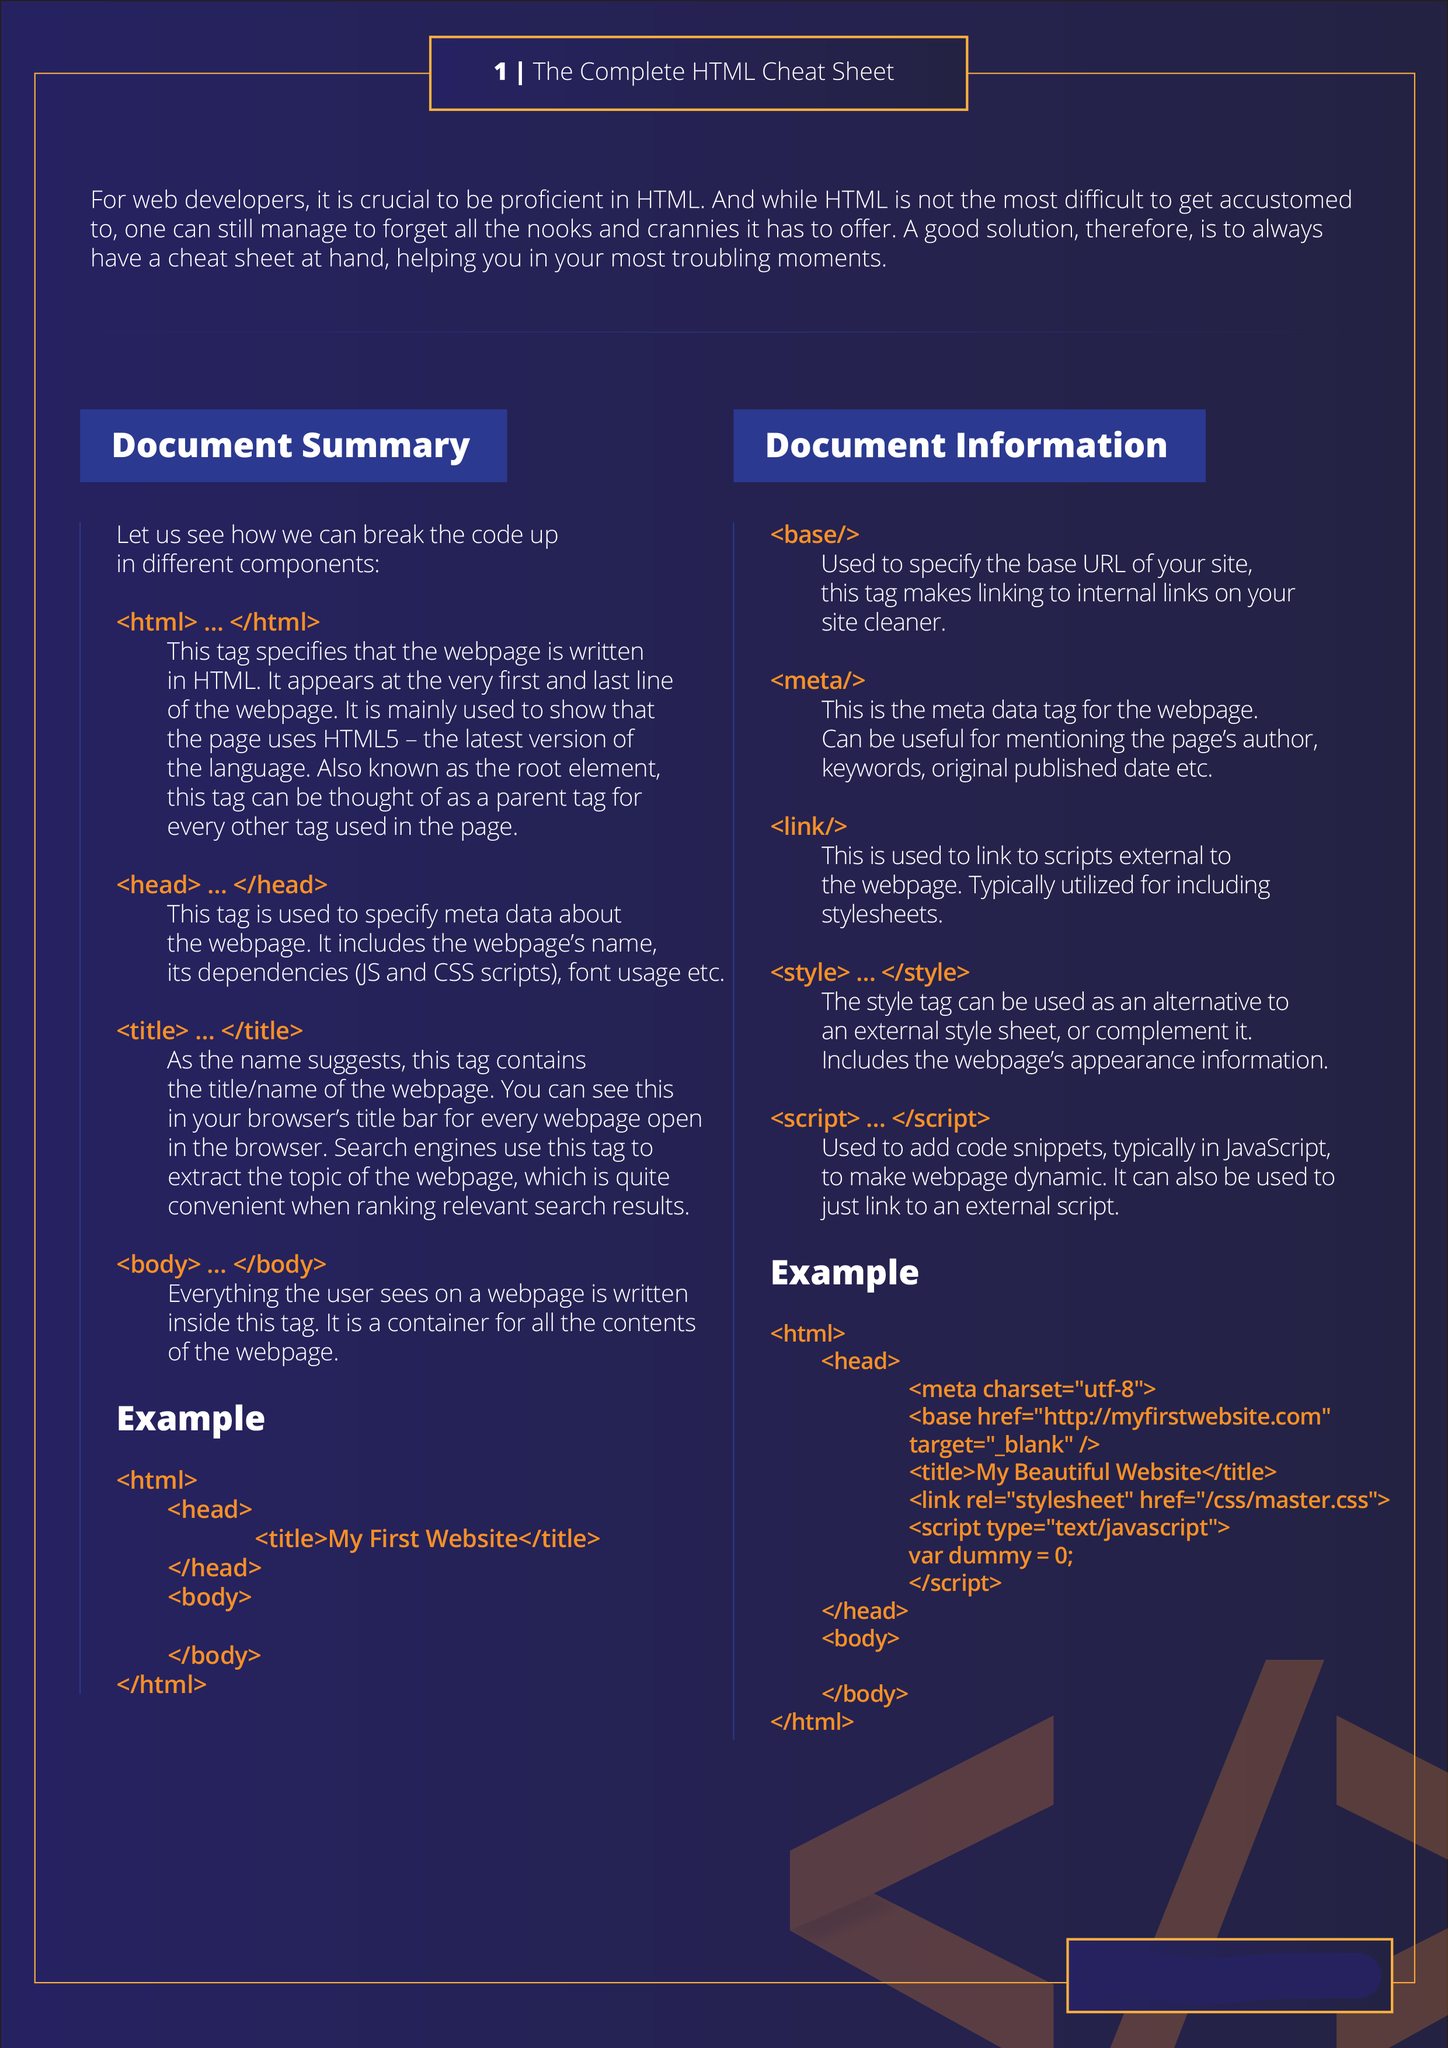 1 | The Complete HTML Cheat Sheet
For web developers, it is crucial to be proficient in HTML. And while HTML is not the most difficult to get accustomed
to, one can still manage to forget all the nooks and crannies it has to offer. A good solution, therefore, is to always
have a cheat sheet at hand, helping you in your most troubling moments.
Document Summary
Let us see how we can break the code up
in different components:
<html> ... </html>
This tag specifies that the webpage is written
in HTML. It appears at the very first and last line
of the webpage. It is mainly used to show that
the page uses HTML5 – the latest version of
the language. Also known as the root element,
this tag can be thought of as a parent tag for
every other tag used in the page.
<head> ... </head>
This tag is used to specify meta data about
the webpage. It includes the webpage’s name,
its dependencies (JS and CSS scripts), font usage etc.
<title> ... </title>
As the name suggests, this tag contains
the title/name of the webpage. You can see this
in your browser’s title bar for every webpage open
in the browser. Search engines use this tag to
extract the topic of the webpage, which is quite
convenient when ranking relevant search results.
<body> ... </body>
Everything the user sees on a webpage is written
inside this tag. It is a container for all the contents
of the webpage.
Example
<html>
<head>
<title>My First Website</title>
</head>
<body>
</body>
</html>
Document Information
<base/>
Used to specify the base URL of your site,
this tag makes linking to internal links on your
site cleaner.
<meta/>
This is the meta data tag for the webpage.
Can be useful for mentioning the page’s author,
keywords, original published date etc.
<link/>
This is used to link to scripts external to
the webpage. Typically utilized for including
stylesheets.
<style> ... </style>
The style tag can be used as an alternative to
an external style sheet, or complement it.
Includes the webpage’s appearance information.
<script> ... </script>
Used to add code snippets, typically in JavaScript,
to make webpage dynamic. It can also be used to
just link to an external script.
Example
<html>
<head>
<meta charset="utf-8">
<base href="http://myfirstwebsite.com"
target="_blank" />
<title>My Beautiful Website</title>
<link rel="stylesheet" href="/css/master.css">
<script type="text/javascript">
var dummy = 0;
</script>
</head>
<body>
</body>
</html>